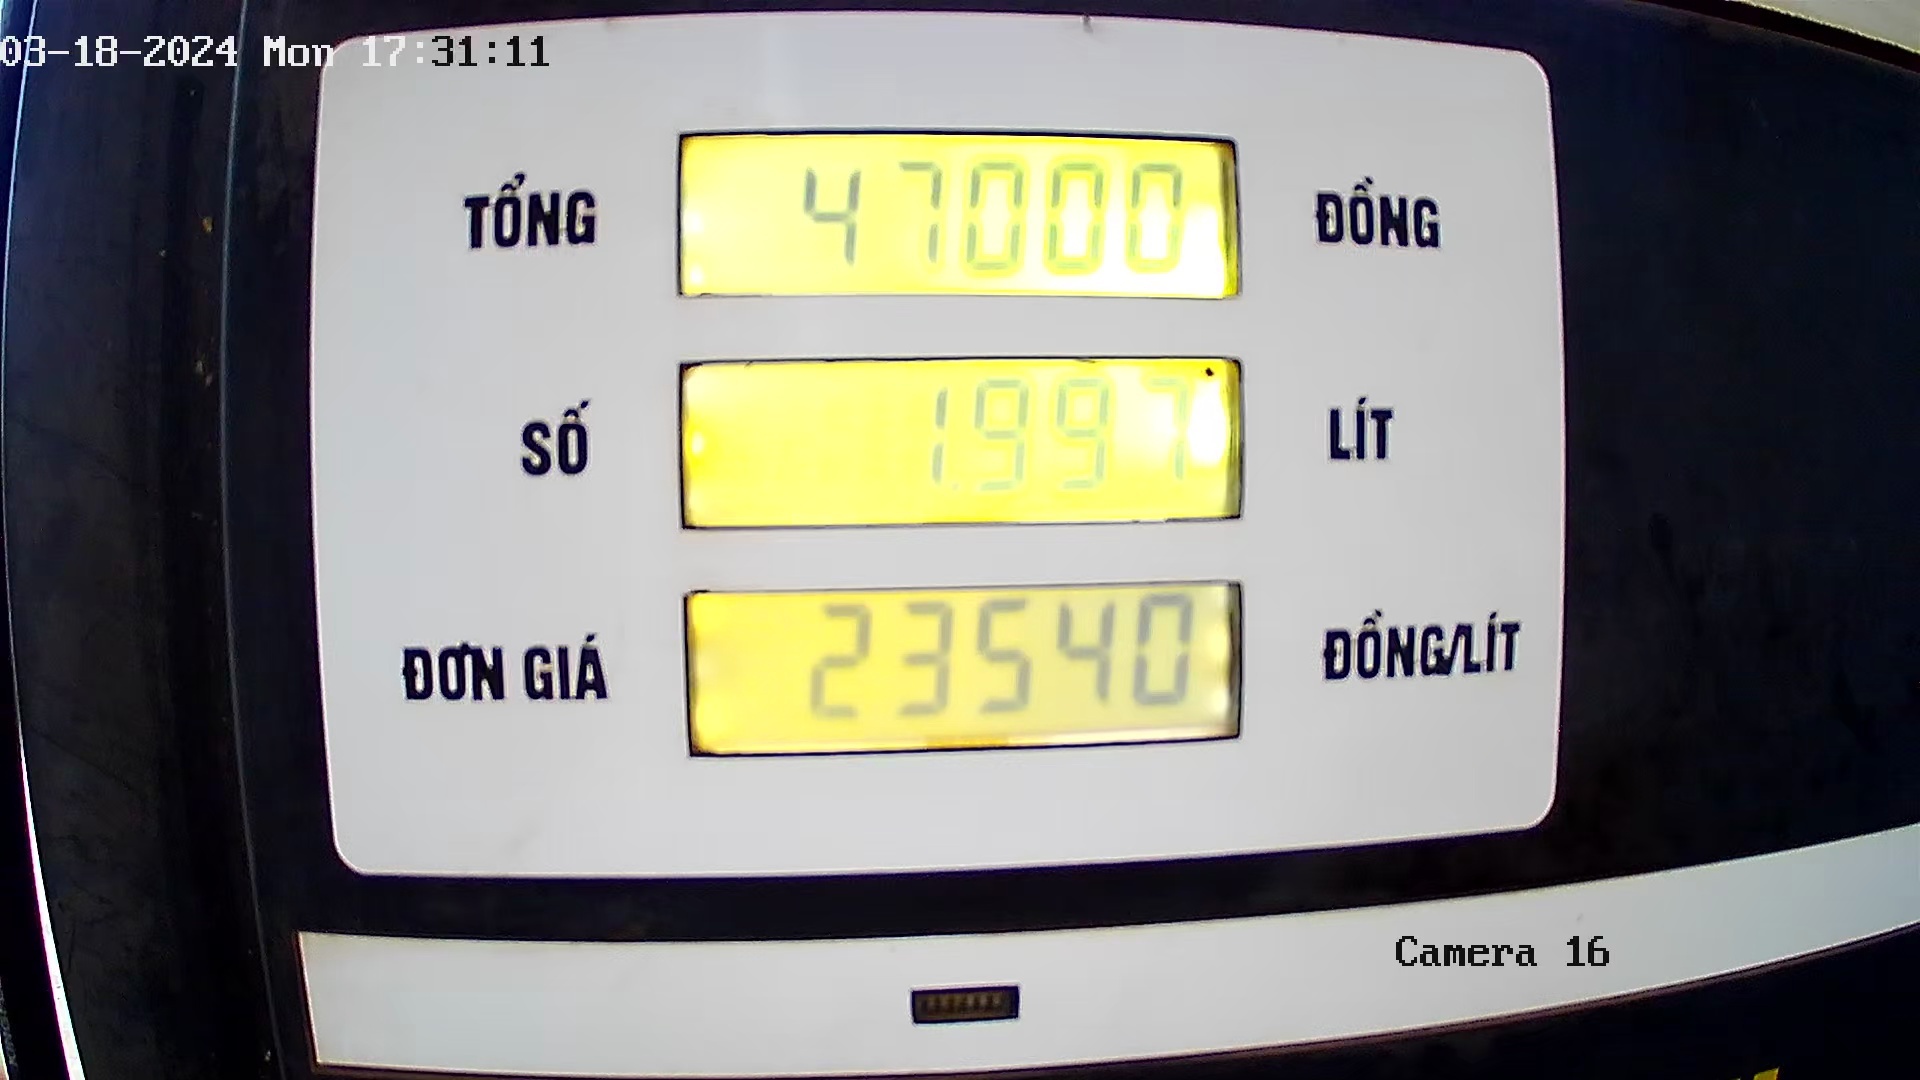 03-18-2024 Mon 17:31:11
TỔNG 47000 ĐỒNG
SỐ 1.997 LÍT
ĐƠN GIÁ 23540 ĐỒNG/LÍT
Camera 16